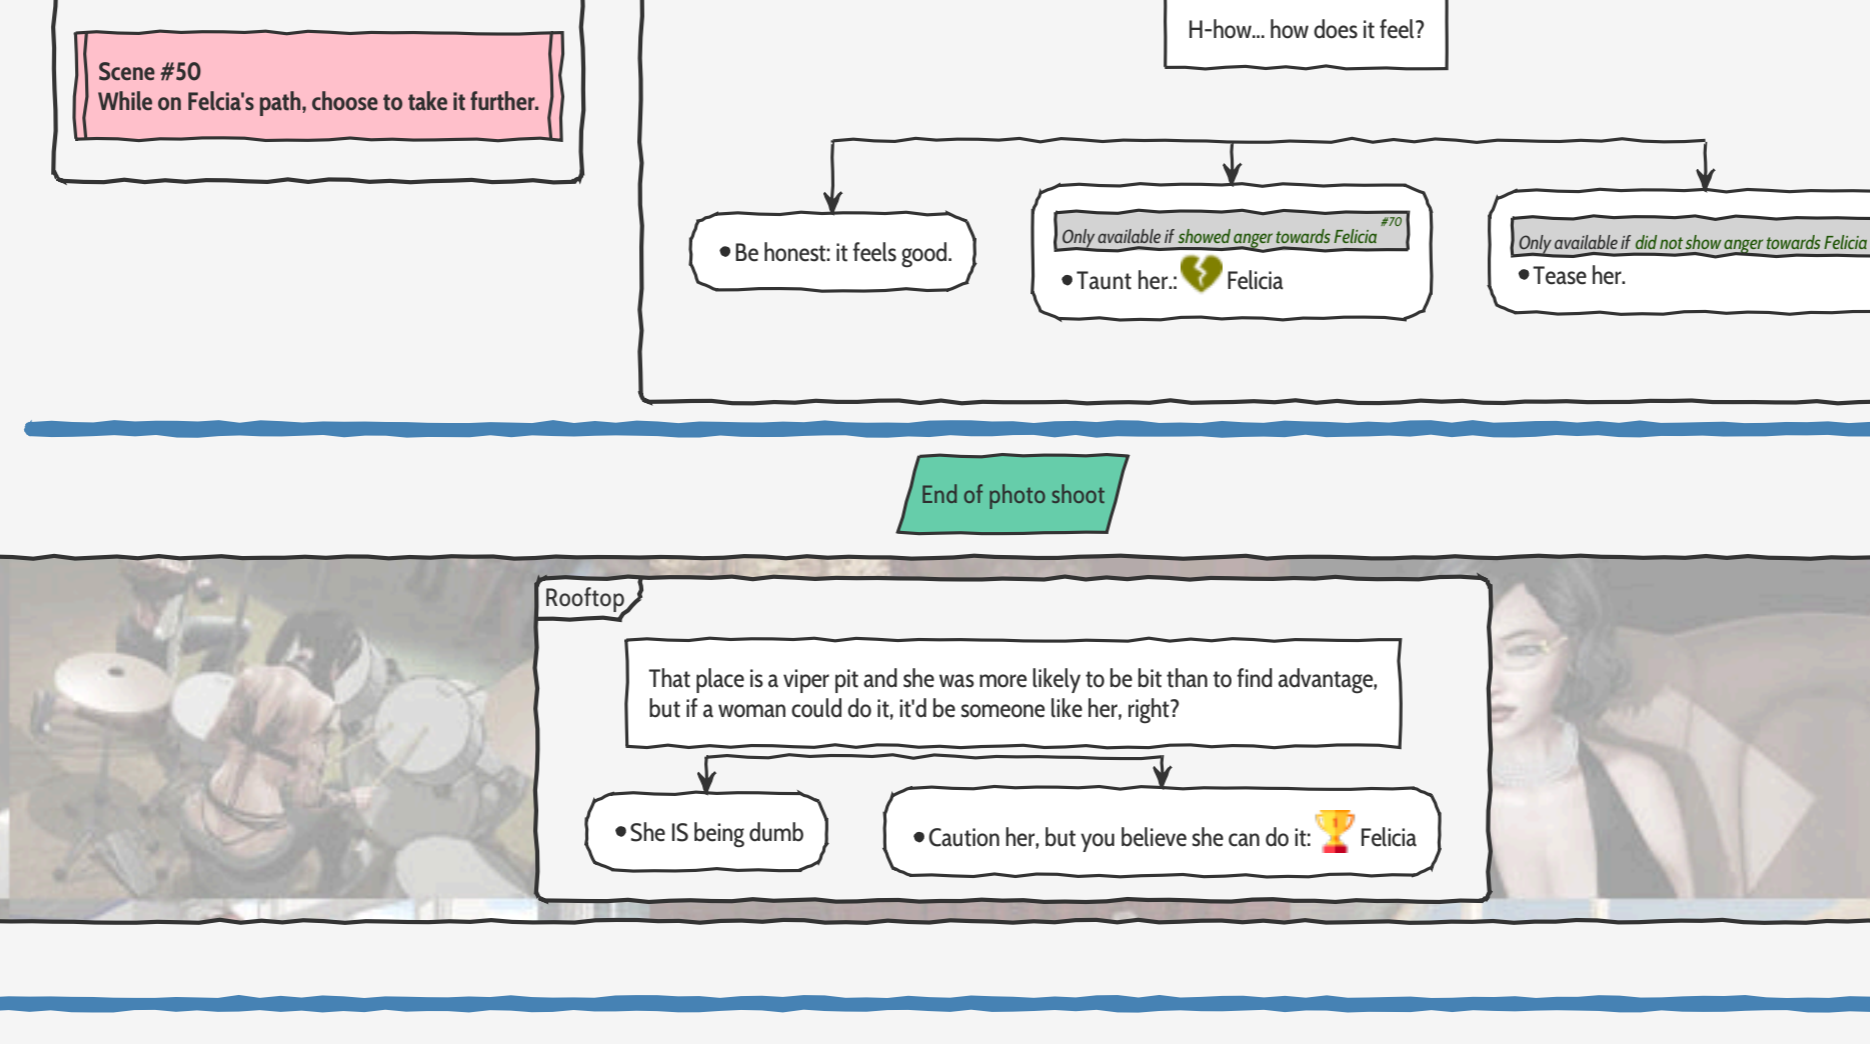 H-how... how does it feel?
Scene #50
While on Felcia's path, choose to take it further.
• Be honest: it feels good.
#70
Only available if showed anger towards Felicia
• Taunt her.: Felicia
Only available if did not show anger towards Felicia
• Tease her.
End of photo shoot
Rooftop
That place is a viper pit and she was more likely to be bit than to find advantage,
but if a woman could do it, it'd be someone like her, right?
• She IS being dumb
• Caution her, but you believe she can do it: Felicia